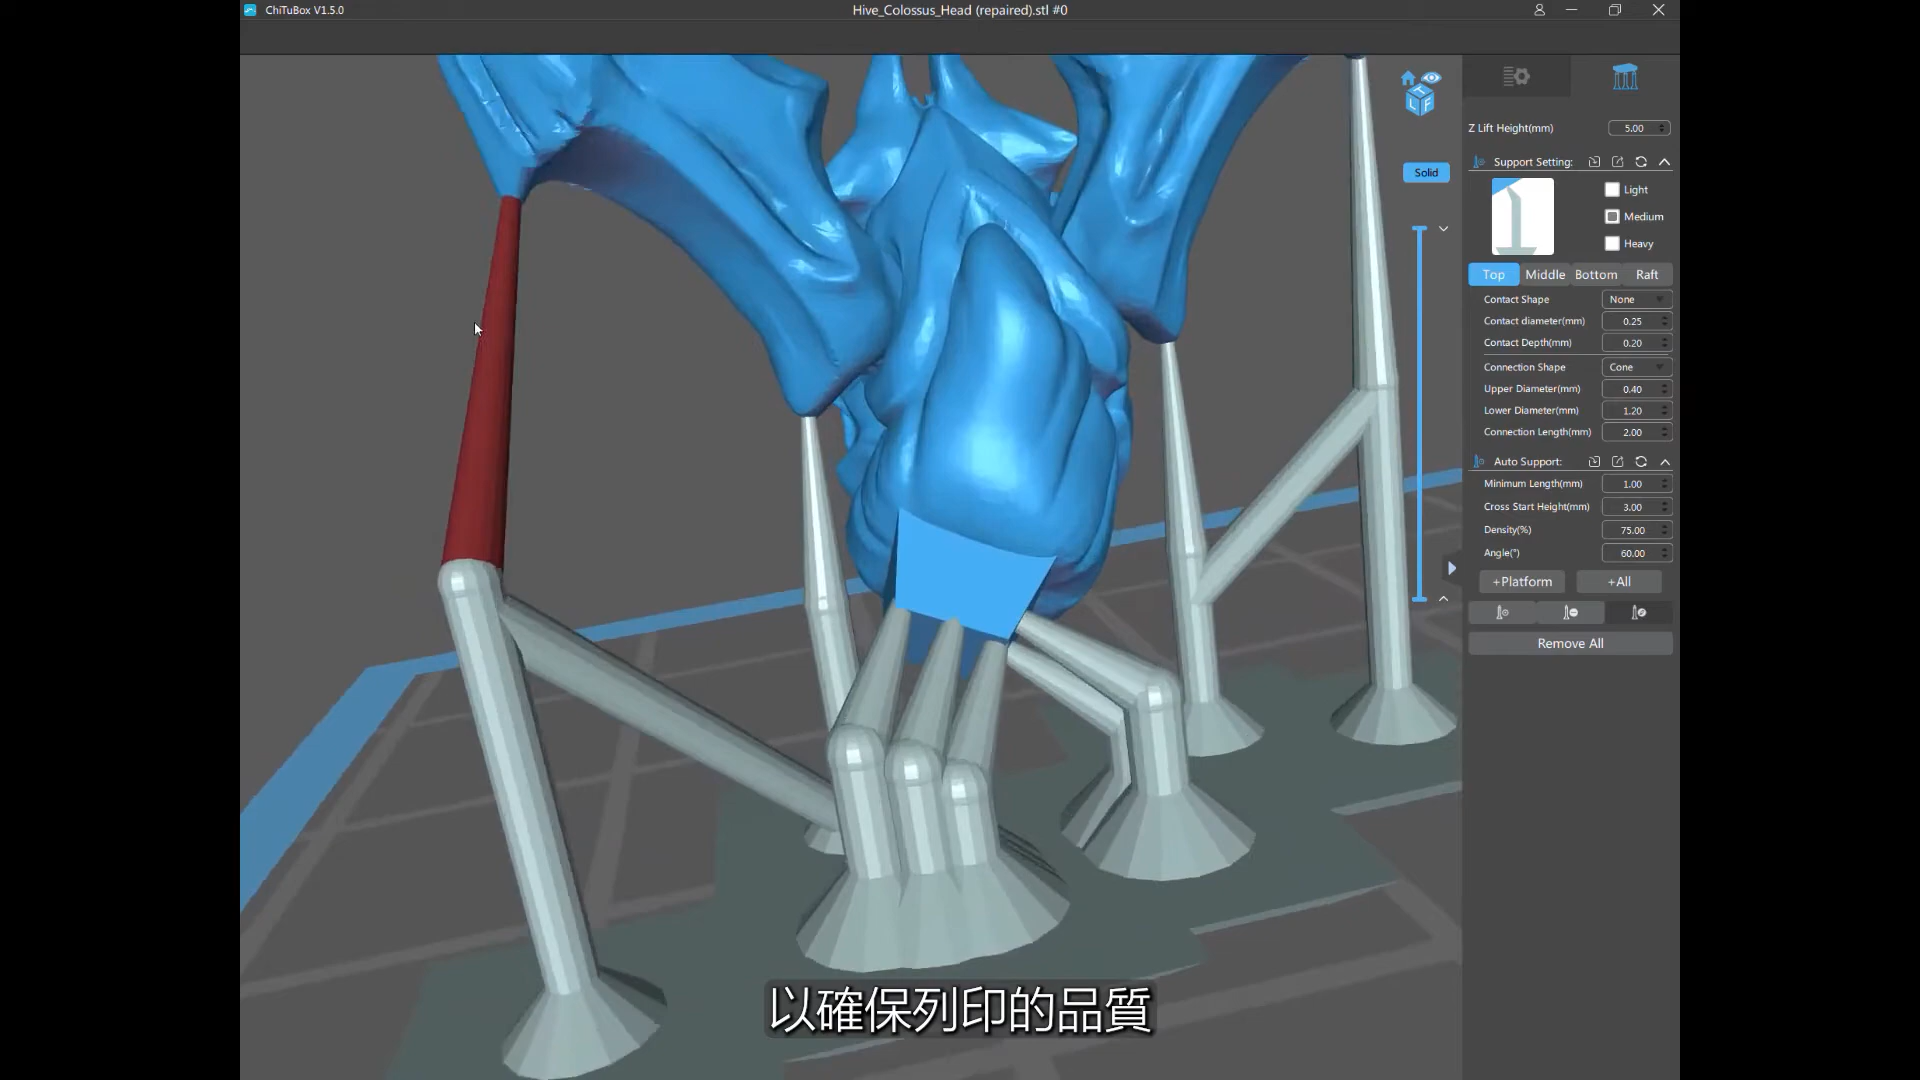 ChiTuBox V1.5.0
Hive_Colossus_Head (repaired).stl #0
Z Lift Height(mm)
5.00
Support Setting:
Light
Medium
Heavy
Solid
Top
Middle
Bottom
Raft
Contact Shape
None
Contact diameter(mm)
0.25
Contact Depth(mm)
0.20
Connection Shape
Cone
Upper Diameter(mm)
0.40
Lower Diameter(mm)
1.20
Connection Length(mm)
2.00
Auto Support:
Minimum Length(mm)
1.00
Cross Start Height(mm)
3.00
Density(%)
75.00
Angle(°)
60.00
+Platform
+All
Remove All
以確保列印的品質